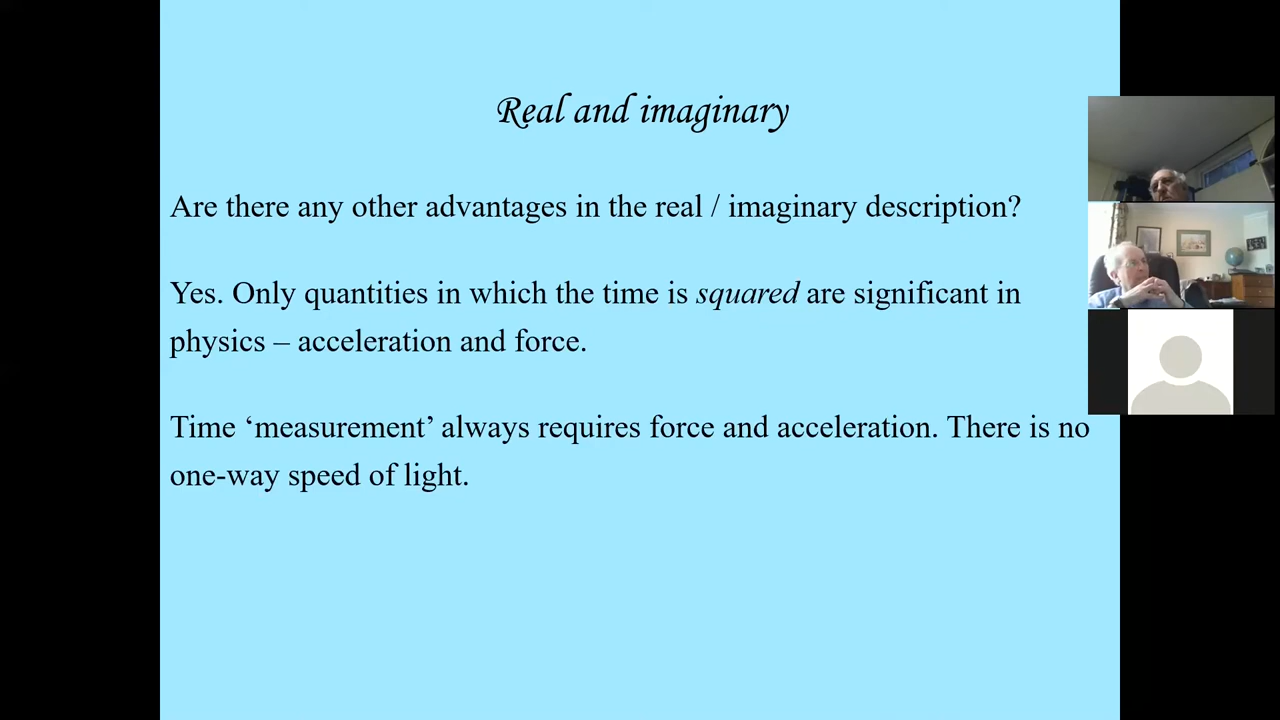 Real and imaginary
Are there any other advantages in the real / imaginary description?
Yes. Only quantities in which the time is squared are significant in
physics – acceleration and force.
Time ‘measurement’ always requires force and acceleration. There is no
one-way speed of light.